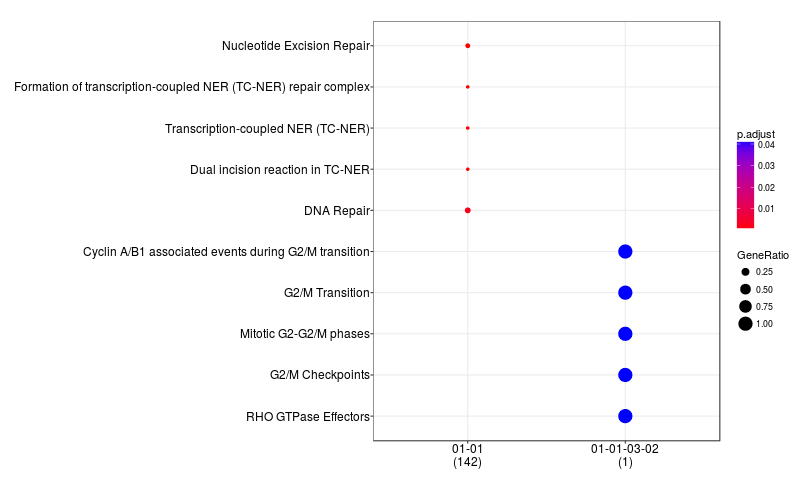 Nucleotide Excision Repair
Formation of transcription-coupled NER (TC-NER) repair complex
Transcription-coupled NER (TC-NER)
Dual incision reaction in TC-NER
DNA Repair
Cyclin A/B1 associated events during G2/M transition
G2/M Transition
Mitotic G2-G2/M phases
G2/M Checkpoints
RHO GTPase Effectors
01-01
(142)
01-01-03-02
(1)
p.adjust
0.04
0.03
0.02
0.01
GeneRatio
0.25
0.50
0.75
1.00